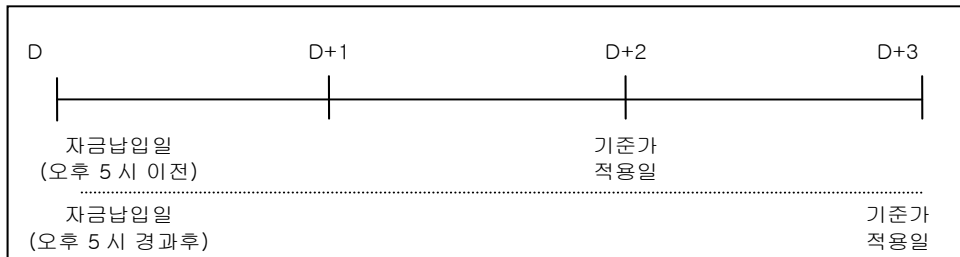 D D+1 D+2 D+3
자금납입일 기준가
(오후 5 시 이전) 적용일
자금납입일 기준가
(오후 5 시 경과후) 적용일